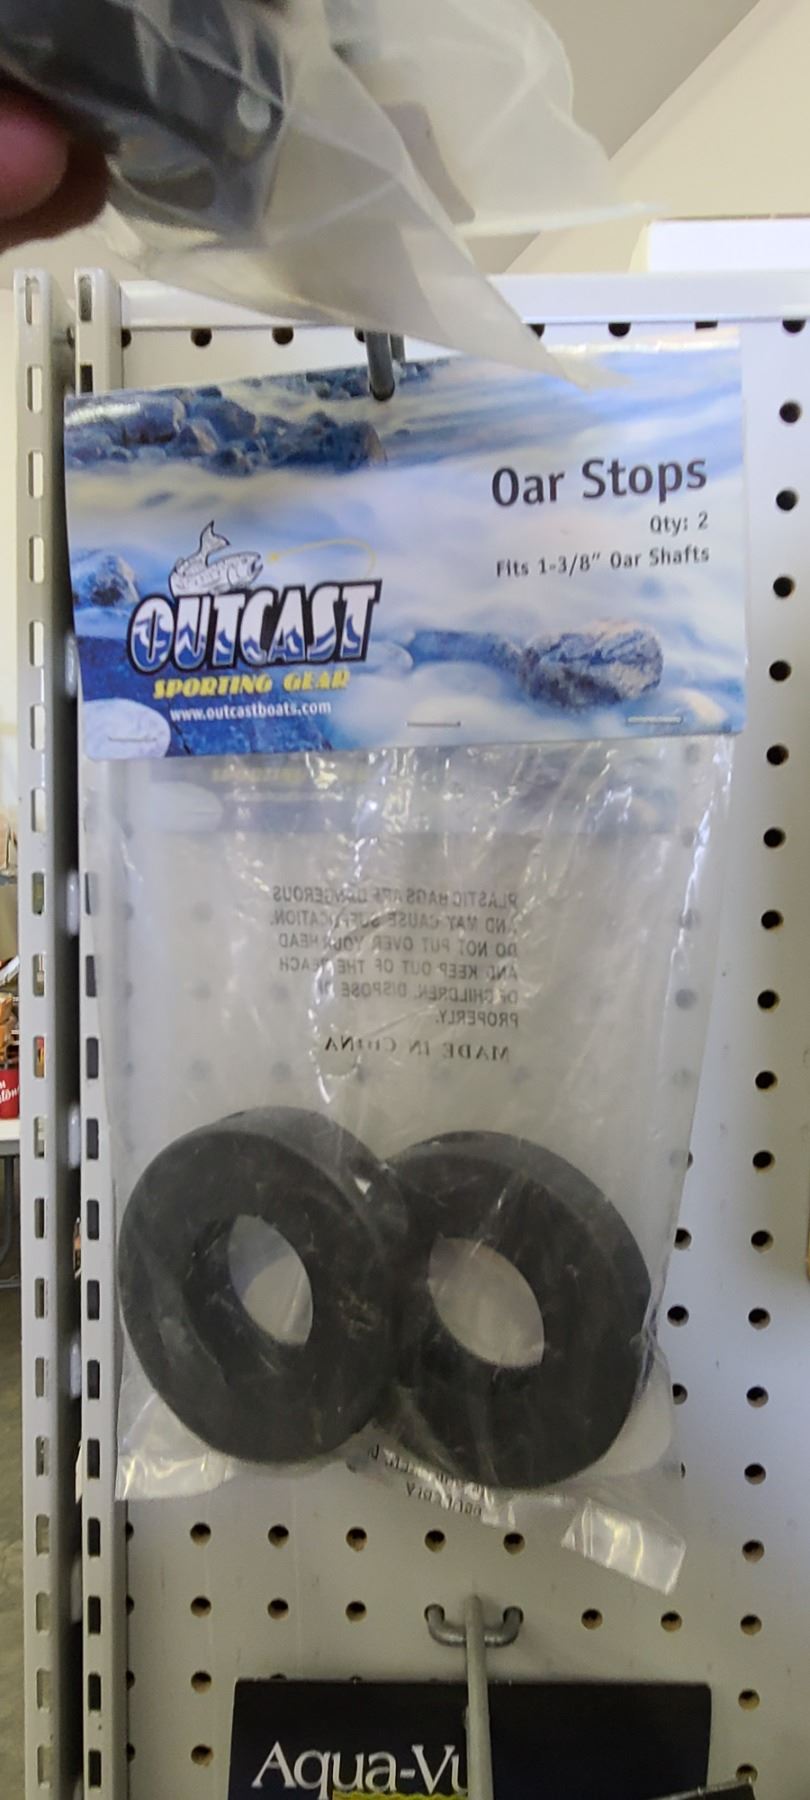 Oar Stops
Qty: 2
Fits 1-3/8" Oar Shafts
OUTCAST
SPORTING GEAR
www.outcastboats.com
PLASTIC BAGS ARE DANGEROUS
AND MAY CAUSE SUFFOCATION.
DO NOT PUT OVER YOUR HEAD
AND KEEP OUT OF THE REACH
OF CHILDREN. DISPOSE OF
PROPERLY.
MADE IN CHINA
Aqua-Vu